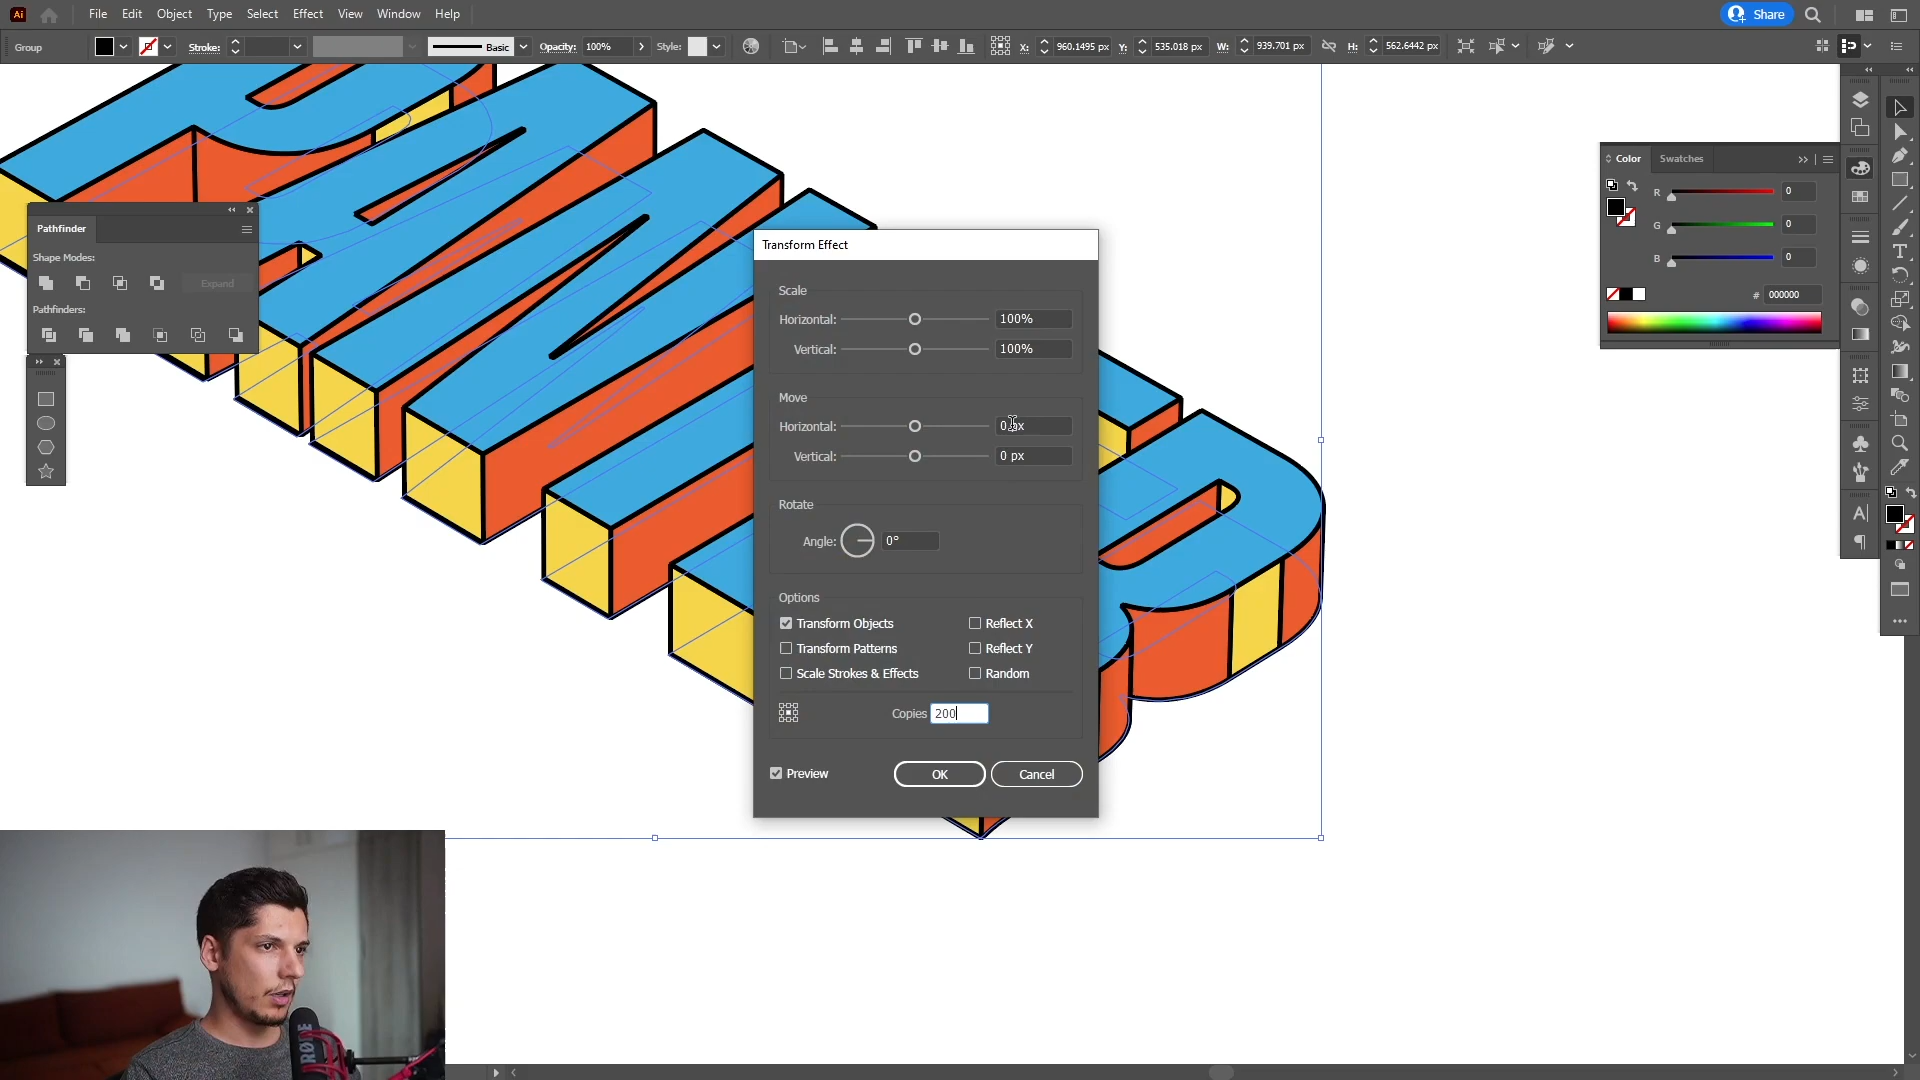 Ai File Edit Object Type Select Effect View Window Help Share
Group Stroke: Basic Opacity: 100% Style: X: 960.1495 px Y: 535.018 px W: 939.701 px H: 562.6442 px
Color Swatches
R 0
G 0
B 0
# 000000
Pathfinder
Shape Modes:
Expand
Pathfinders:
Transform Effect
Scale
Horizontal: 100%
Vertical: 100%
Move
Horizontal: 0 px
Vertical: 0 px
Rotate
Angle: 0°
Options
Transform Objects Reflect X
Transform Patterns Reflect Y
Scale Strokes & Effects Random
Copies 200
Preview OK Cancel
RØDE